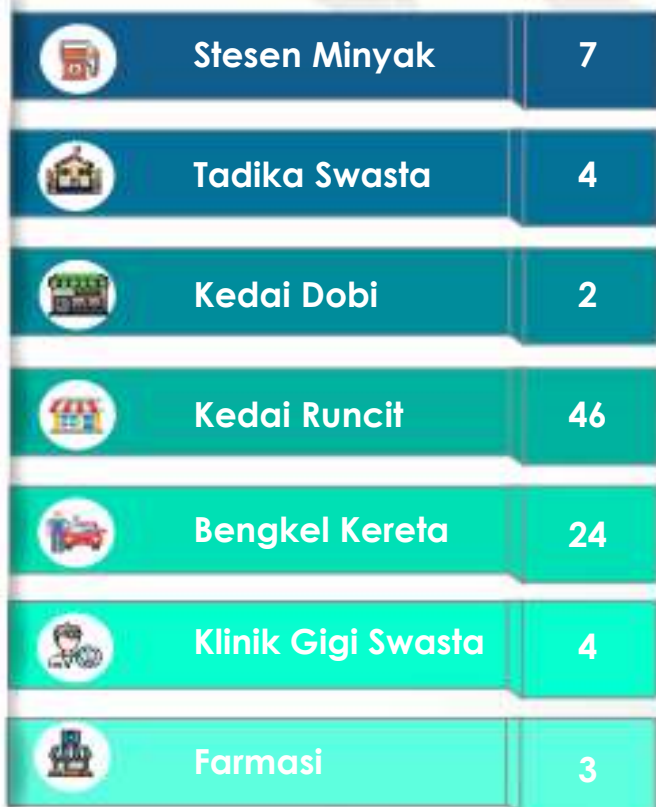 Stesen Minyak 7
Tadika Swasta 4
Kedai Dobi 2
Kedai Runcit 46
Bengkel Kereta 24
Klinik Gigi Swasta 4
Farmasi 3